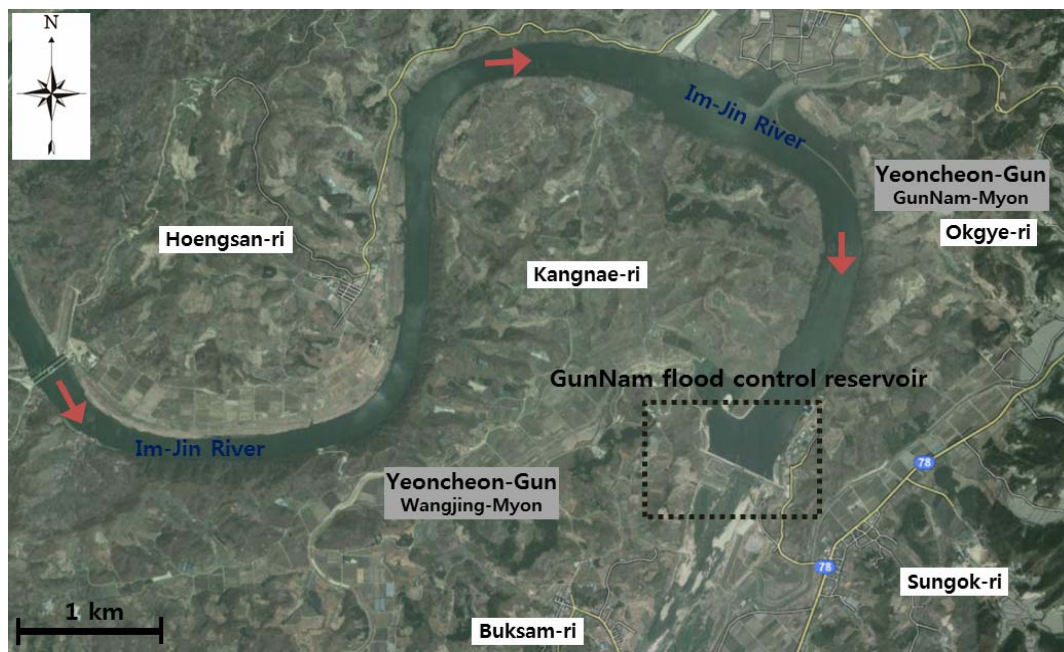 N
Im-Jin River
Yeoncheon-Gun
GunNam-Myon
Okgye-ri
Hoengsan-ri
Kangnae-ri
GunNam flood control reservoir
Im-Jin River
Yeoncheon-Gun
Wangjing-Myon
78
78
Sungok-ri
1 km
Buksam-ri